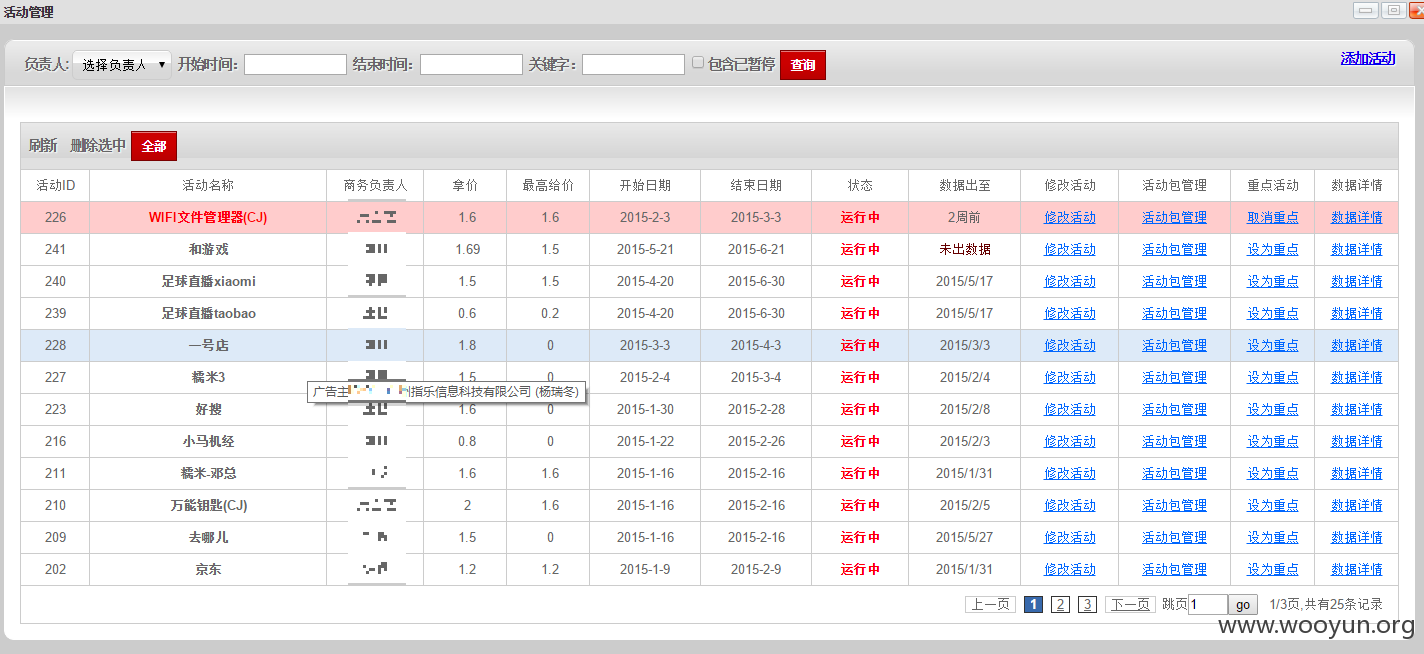 活动管理
负责人: 选择负责人 ▼ 开始时间: 结束时间: 关键字: 包含已暂停 查询 添加活动
刷新 删除选中 全部
活动ID 活动名称 商务负责人 拿价 最高给价 开始日期 结束日期 状态 数据出至 修改活动 活动包管理 重点活动 数据详情
226 WIFI文件管理器(CJ) 1.6 1.6 2015-2-3 2015-3-3 运行中 2周前 修改活动 活动包管理 取消重点 数据详情
241 和游戏 1.69 1.5 2015-5-21 2015-6-21 运行中 未出数据 修改活动 活动包管理 设为重点 数据详情
240 足球直播xiaomi 1.5 1.5 2015-4-20 2015-6-30 运行中 2015/5/17 修改活动 活动包管理 设为重点 数据详情
239 足球直播taobao 0.6 0.2 2015-4-20 2015-6-30 运行中 2015/5/17 修改活动 活动包管理 设为重点 数据详情
228 一号店 1.8 0 2015-3-3 2015-4-3 运行中 2015/3/3 修改活动 活动包管理 设为重点 数据详情
227 糯米3 1.5 0 2015-2-4 2015-3-4 运行中 2015/2/4 修改活动 活动包管理 设为重点 数据详情
广告主 指乐信息科技有限公司 (杨瑞冬)
223 好搜 1.6 0 2015-1-30 2015-2-28 运行中 2015/2/8 修改活动 活动包管理 设为重点 数据详情
216 小马机经 0.8 0 2015-1-22 2015-2-26 运行中 2015/2/3 修改活动 活动包管理 设为重点 数据详情
211 糯米-邓总 1.6 1.6 2015-1-16 2015-2-16 运行中 2015/1/31 修改活动 活动包管理 设为重点 数据详情
210 万能钥匙(CJ) 2 1.6 2015-1-16 2015-2-16 运行中 2015/2/5 修改活动 活动包管理 设为重点 数据详情
209 去哪儿 1.5 0 2015-1-16 2015-2-16 运行中 2015/5/27 修改活动 活动包管理 设为重点 数据详情
202 京东 1.2 1.2 2015-1-9 2015-2-9 运行中 2015/1/31 修改活动 活动包管理 设为重点 数据详情
上一页 1 2 3 下一页 跳页 1 go 1/3页,共有25条记录
www.wooyun.org